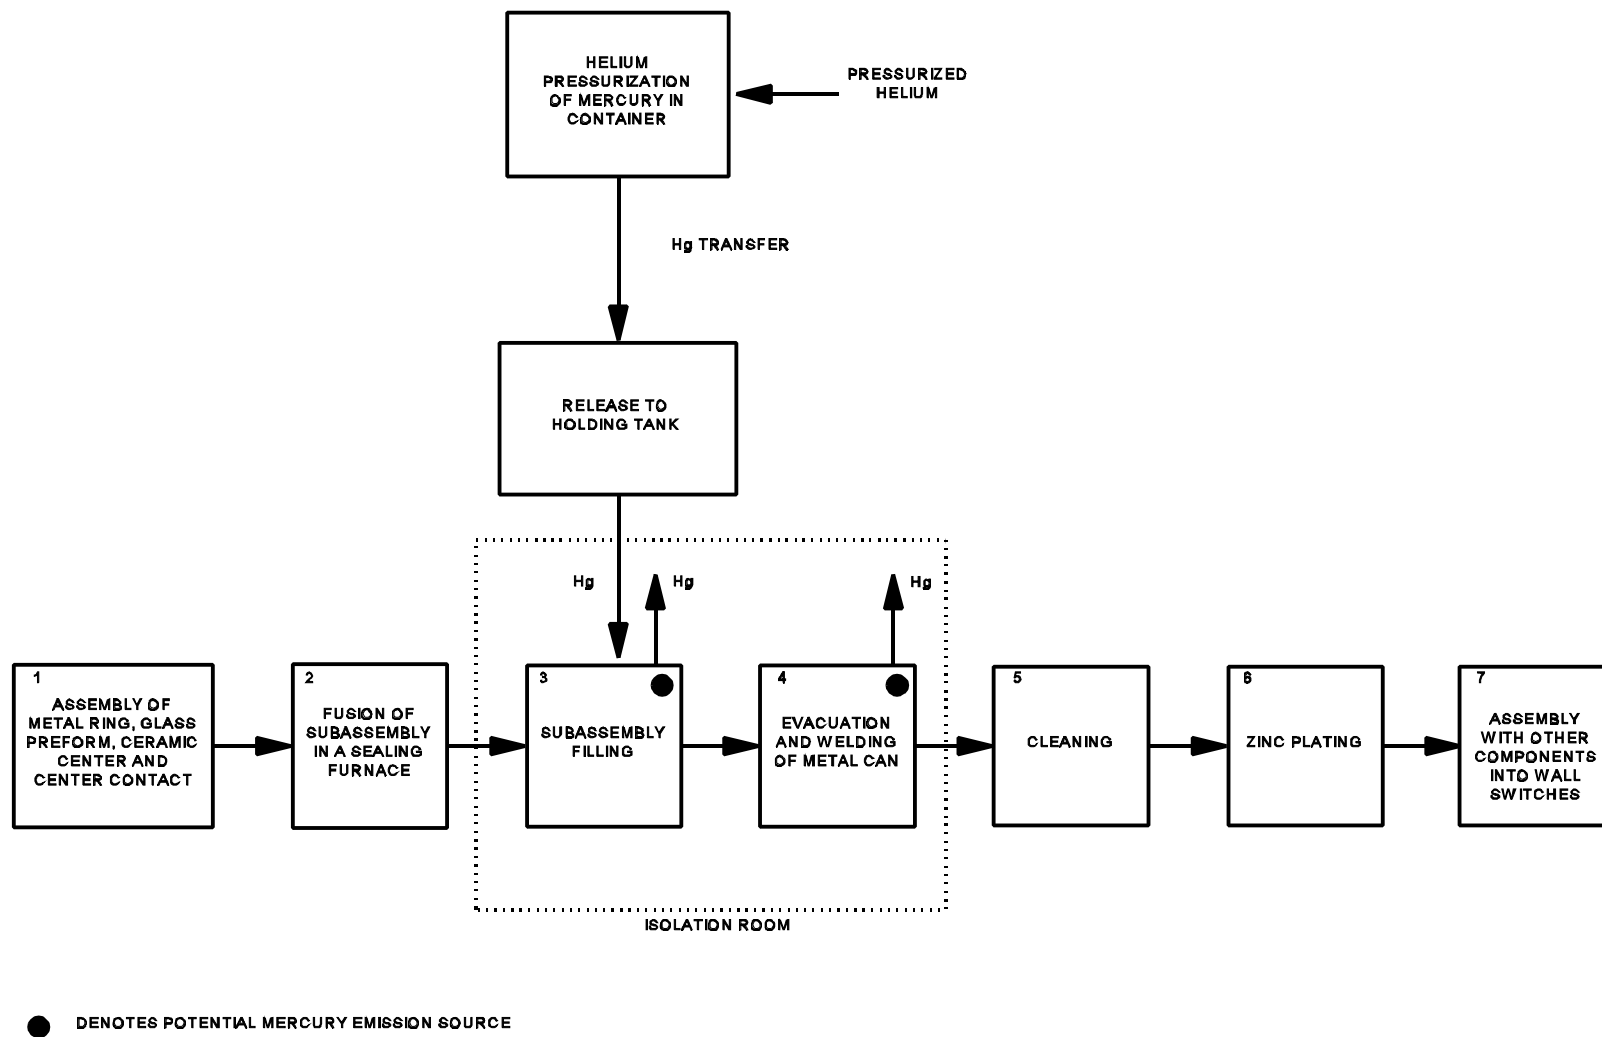 HELIUM
PRESSURIZATION
OF MERCURY IN
CONTAINER
PRESSURIZED
HELIUM
Hg TRANSFER
RELEASE TO
HOLDING TANK
Hg
Hg
Hg
1
ASSEMBLY OF
METAL RING, GLASS
PREFORM, CERAMIC
CENTER AND
CENTER CONTACT
2
FUSION OF
SUBASSEMBLY
IN A SEALING
FURNACE
3
SUBASSEMBLY
FILLING
4
EVACUATION
AND WELDING
OF METAL CAN
5
CLEANING
6
ZINC PLATING
7
ASSEMBLY
WITH OTHER
COMPONENTS
INTO WALL
SWITCHES
ISOLATION ROOM
DENOTES POTENTIAL MERCURY EMISSION SOURCE